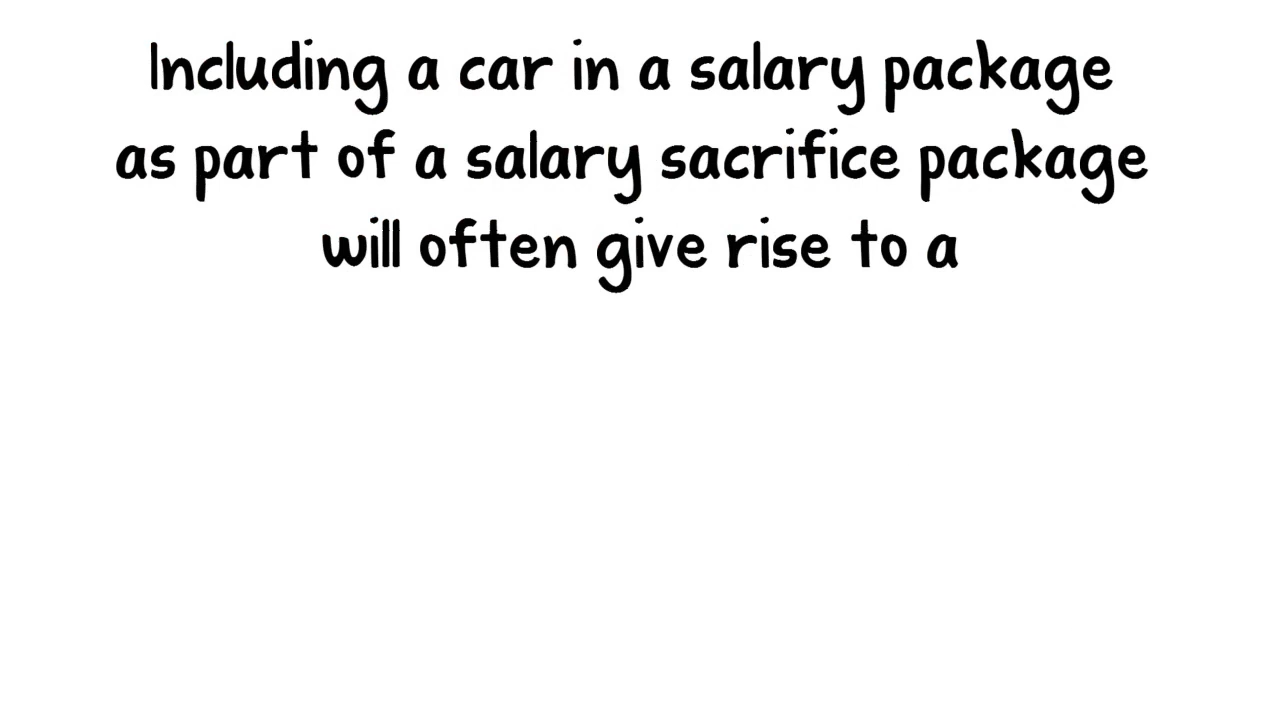 Including a car in a salary package
as part of a salary sacrifice package
will often give rise to a